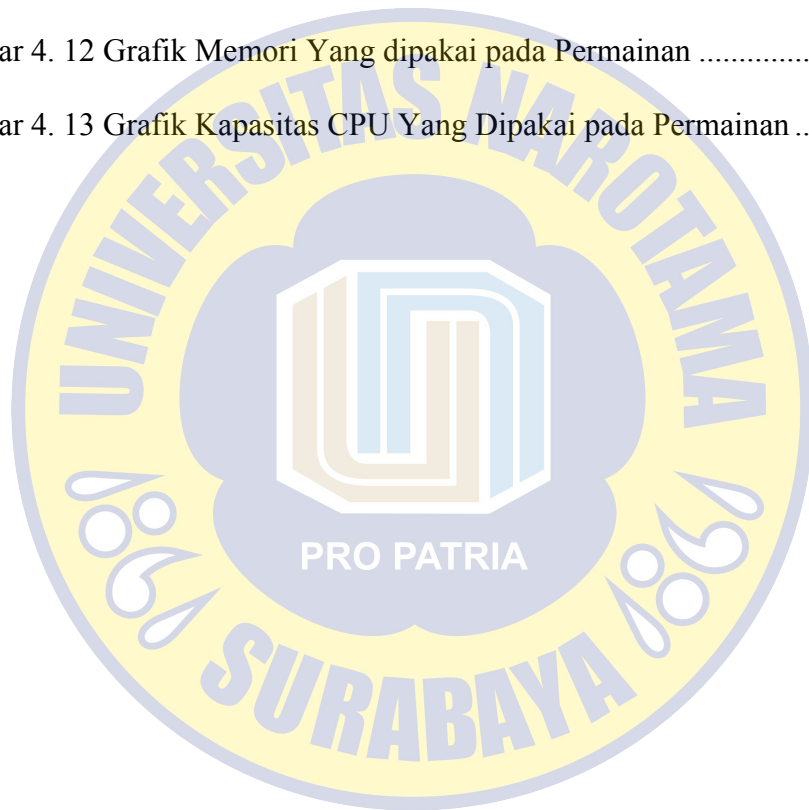 ar 4. 12 Grafik Memori Yang dipakai pada Permainan ..............
ar 4. 13 Grafik Kapasitas CPU Yang Dipakai pada Permainan ..
UNIVERSITAS NAROTAMA
PRO PATRIA
SURABAYA